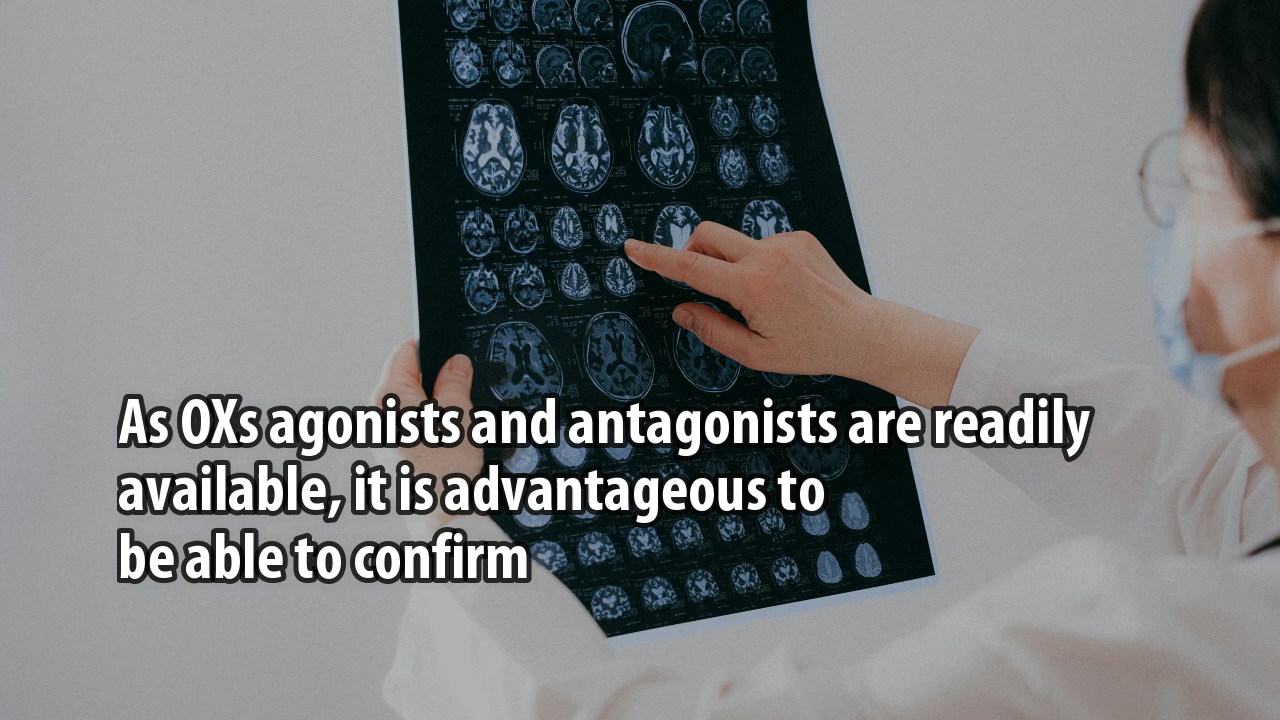 As OXs agonists and antagonists are readily
available, it is advantageous to
be able to confirm